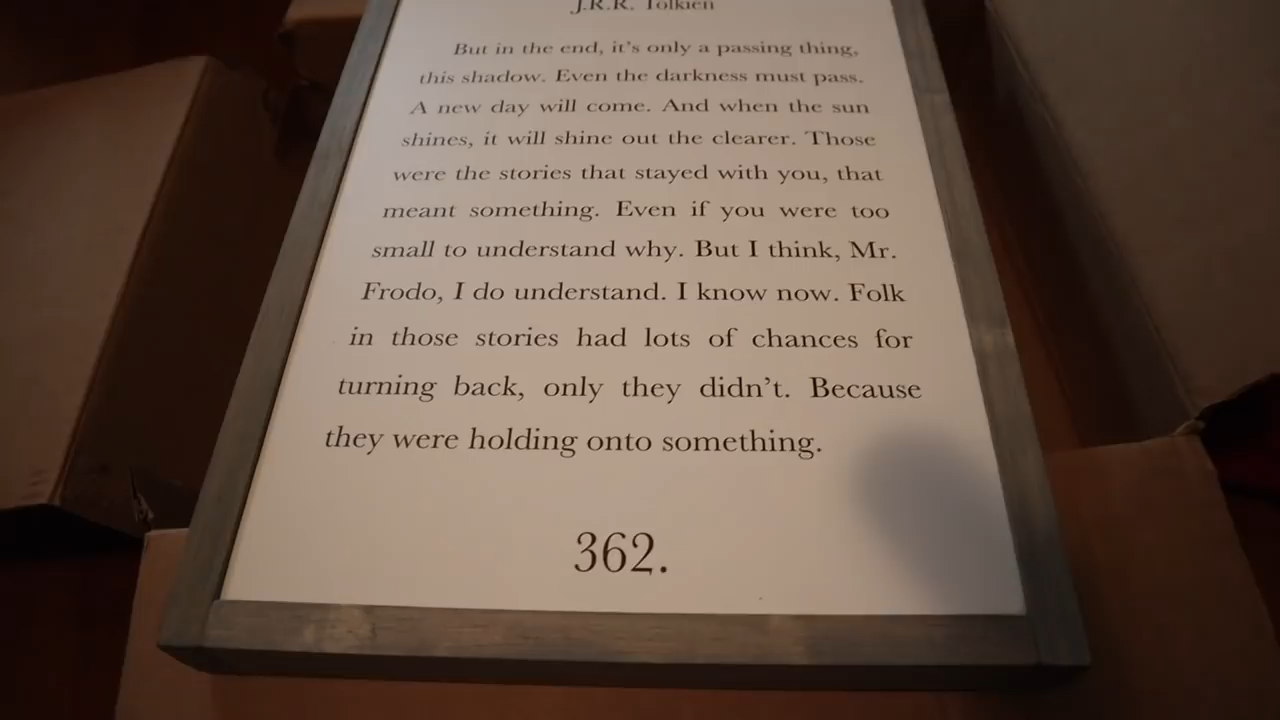 J.R.R. Tolkien
But in the end, it's only a passing thing,
this shadow. Even the darkness must pass.
A new day will come. And when the sun
shines, it will shine out the clearer. Those
were the stories that stayed with you, that
meant something. Even if you were too
small to understand why. But I think, Mr.
Frodo, I do understand. I know now. Folk
in those stories had lots of chances for
turning back, only they didn't. Because
they were holding onto something.
362.